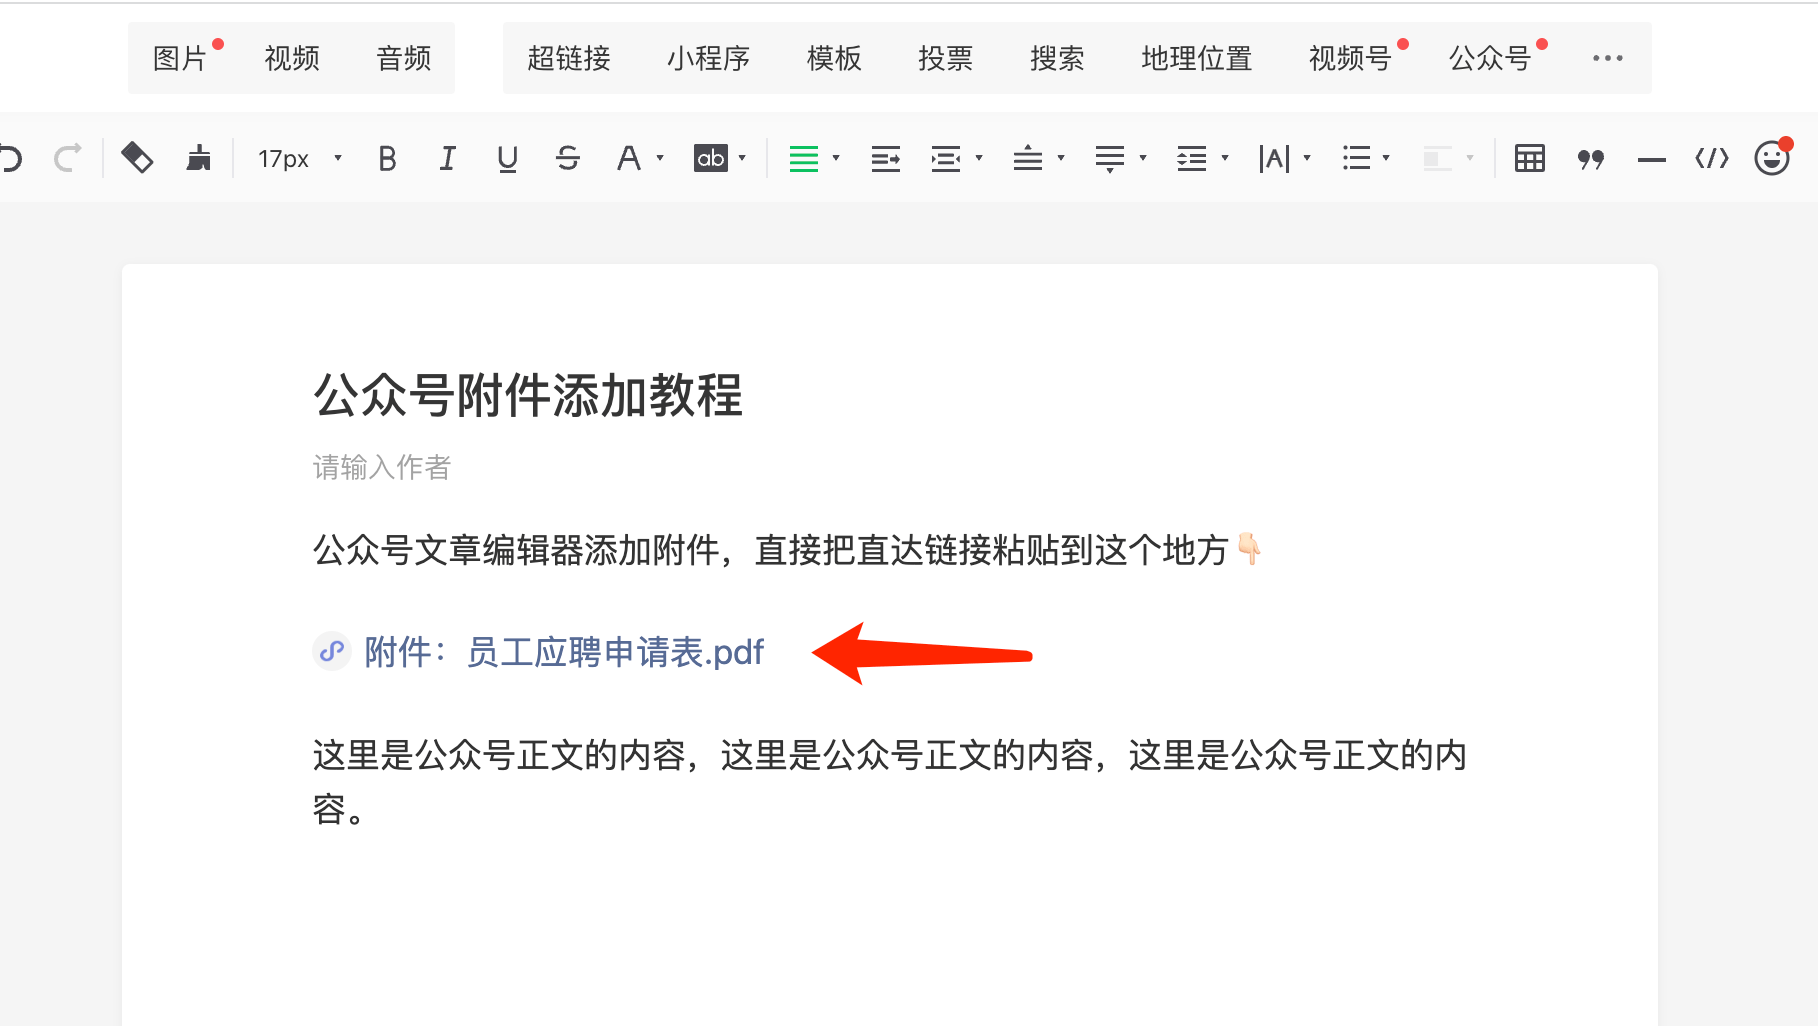 图片 视频 音频 超链接 小程序 模板 投票 搜索 地理位置 视频号 公众号 ···
17px B I U S A ab |A| </>
公众号附件添加教程
请输入作者
公众号文章编辑器添加附件，直接把直达链接粘贴到这个地方👇🏻
附件：员工应聘申请表.pdf
这里是公众号正文的内容，这里是公众号正文的内容，这里是公众号正文的内
容。